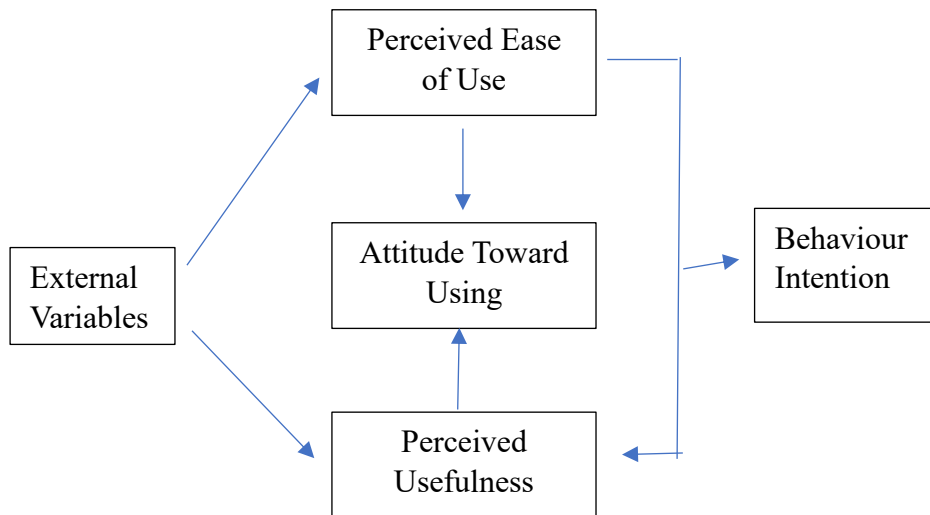 Perceived Ease
of Use
External
Variables
Attitude Toward
Using
Behaviour
Intention
Perceived
Usefulness